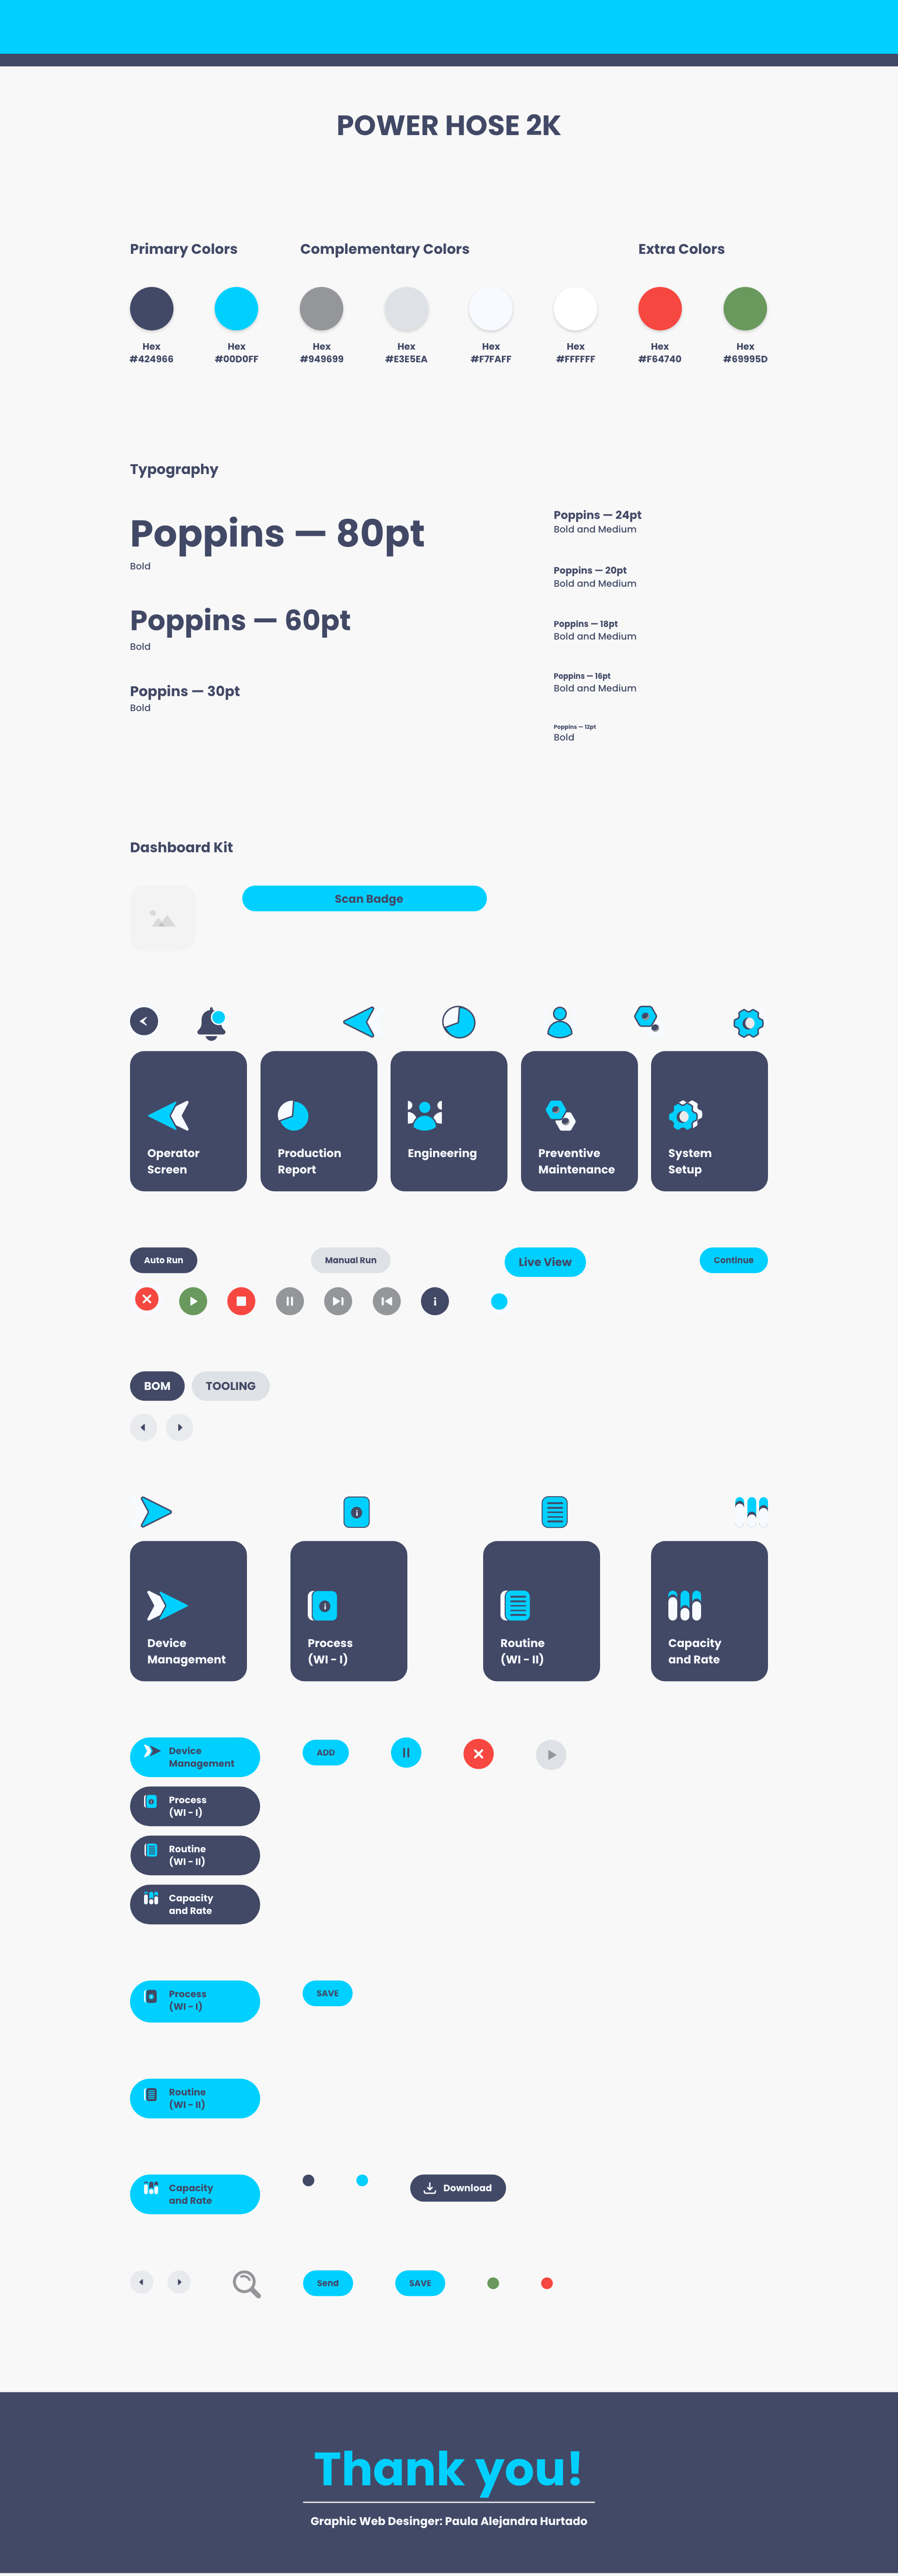 POWER HOSE 2K
Primary Colors
Complementary Colors
Extra Colors
Hex
#424966
Hex
#00D0FF
Hex
#949699
Hex
#E3E5EA
Hex
#F7FAFF
Hex
#FFFFFF
Hex
#F64740
Hex
#69995D
Typography
Poppins — 80pt
Bold
Poppins — 60pt
Bold
Poppins — 30pt
Bold
Poppins — 24pt
Bold and Medium
Poppins — 20pt
Bold and Medium
Poppins — 18pt
Bold and Medium
Poppins — 16pt
Bold and Medium
Poppins — 12pt
Bold
Dashboard Kit
Scan Badge
Operator
Screen
Production
Report
Engineering
Preventive
Maintenance
System
Setup
Auto Run
Manual Run
Live View
Continue
BOM
TOOLING
Device
Management
Process
(WI - I)
Routine
(WI - II)
Capacity
and Rate
Device
Management
ADD
Process
(WI - I)
Routine
(WI - II)
Capacity
and Rate
Process
(WI - I)
SAVE
Routine
(WI - II)
Capacity
and Rate
Download
Send
SAVE
Thank you!
Graphic Web Desinger: Paula Alejandra Hurtado